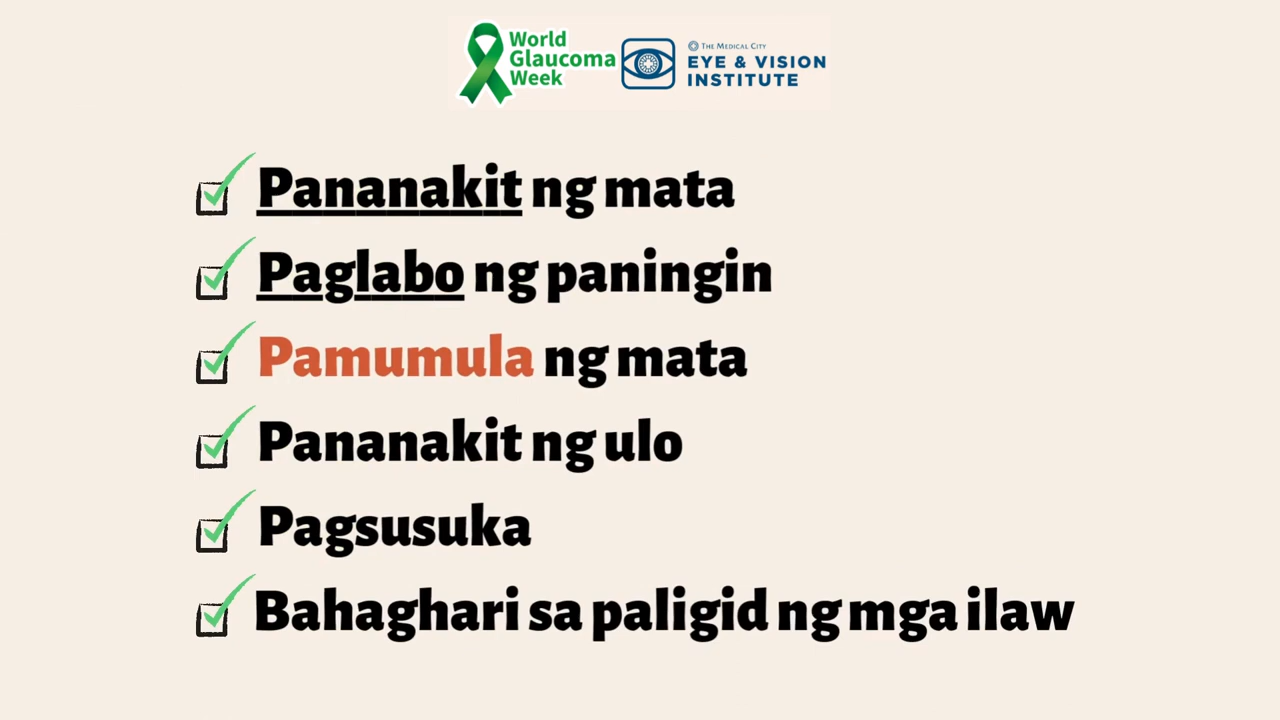 World
Glaucoma
Week
THE MEDICAL CITY
EYE & VISION
INSTITUTE
Pananakit ng mata
Paglabo ng paningin
Pamumula ng mata
Pananakit ng ulo
Pagsusuka
Bahaghari sa paligid ng mga ilaw